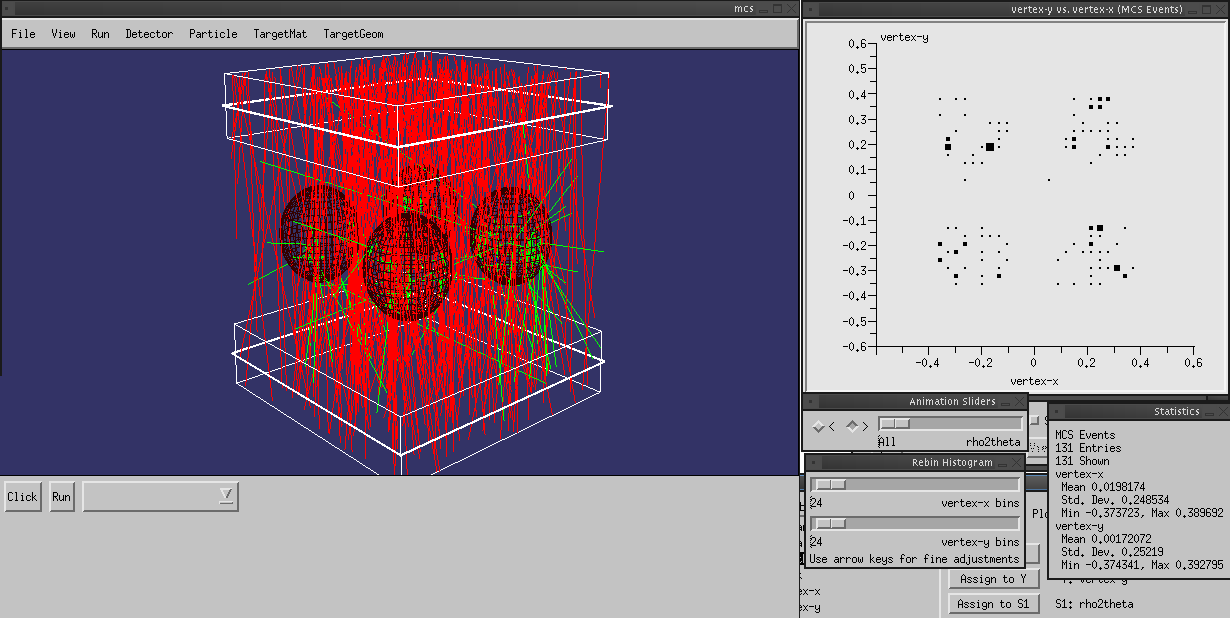 mcs
File View Run Detector Particle TargetMat TargetGeom
Click Run
vertex-y vs. vertex-x (MCS Events)
vertex-y
0.6
0.5
0.4
0.3
0.2
0.1
0
-0.1
-0.2
-0.3
-0.4
-0.5
-0.6
-0.4 -0.2 0 0.2 0.4 0.6
vertex-x
Animation Sliders
< >
All rho2theta
Rebin Histogram
24 vertex-x bins
24 vertex-y bins
Use arrow keys for fine adjustments
Statistics
MCS Events
131 Entries
131 Shown
vertex-x
Mean 0.0198174
Std. Dev. 0.248534
Min -0.373723, Max 0.389692
vertex-y
Mean 0.00172072
Std. Dev. 0.25219
Min -0.374341, Max 0.392795
Assign to Y
Assign to S1 S1: rho2theta